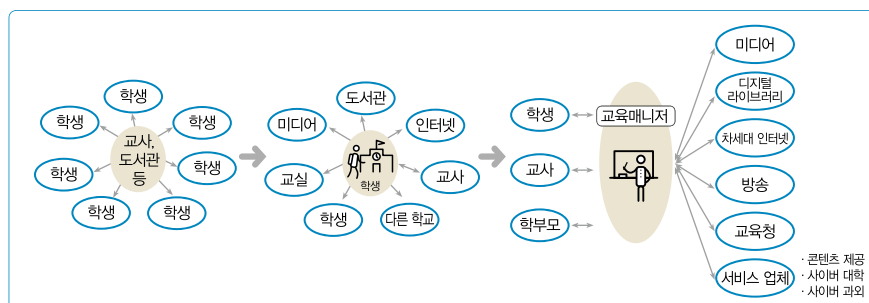 학생
학생
학생
학생
학생
학생
학생
교사,
도서관
등
도서관
미디어
인터넷
교실
교사
학생
다른 학교
학생
학생
교사
학부모
교육매니저
미디어
디지털
라이브러리
차세대 인터넷
방송
교육청
서비스 업체
· 콘텐츠 제공
· 사이버 대학
· 사이버 과외